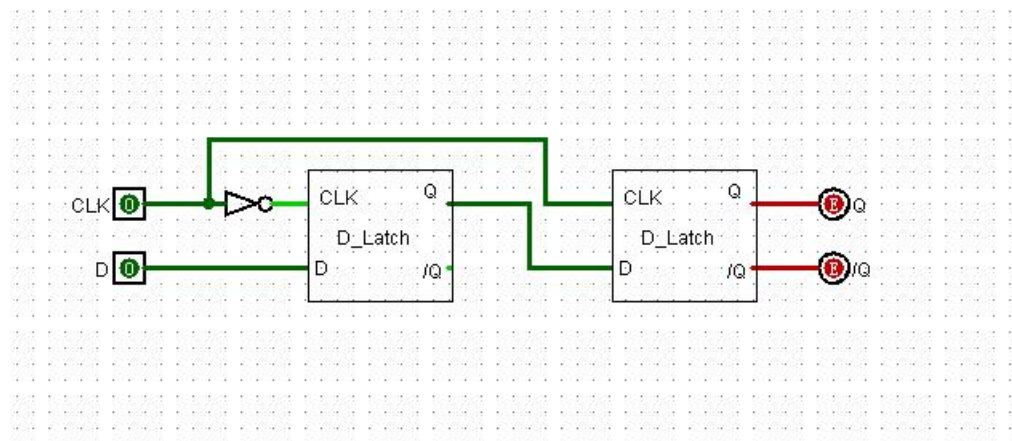 CLK 0
D 0
CLK Q
D_Latch
D /Q
CLK Q
D_Latch
D /Q
E Q
E /Q